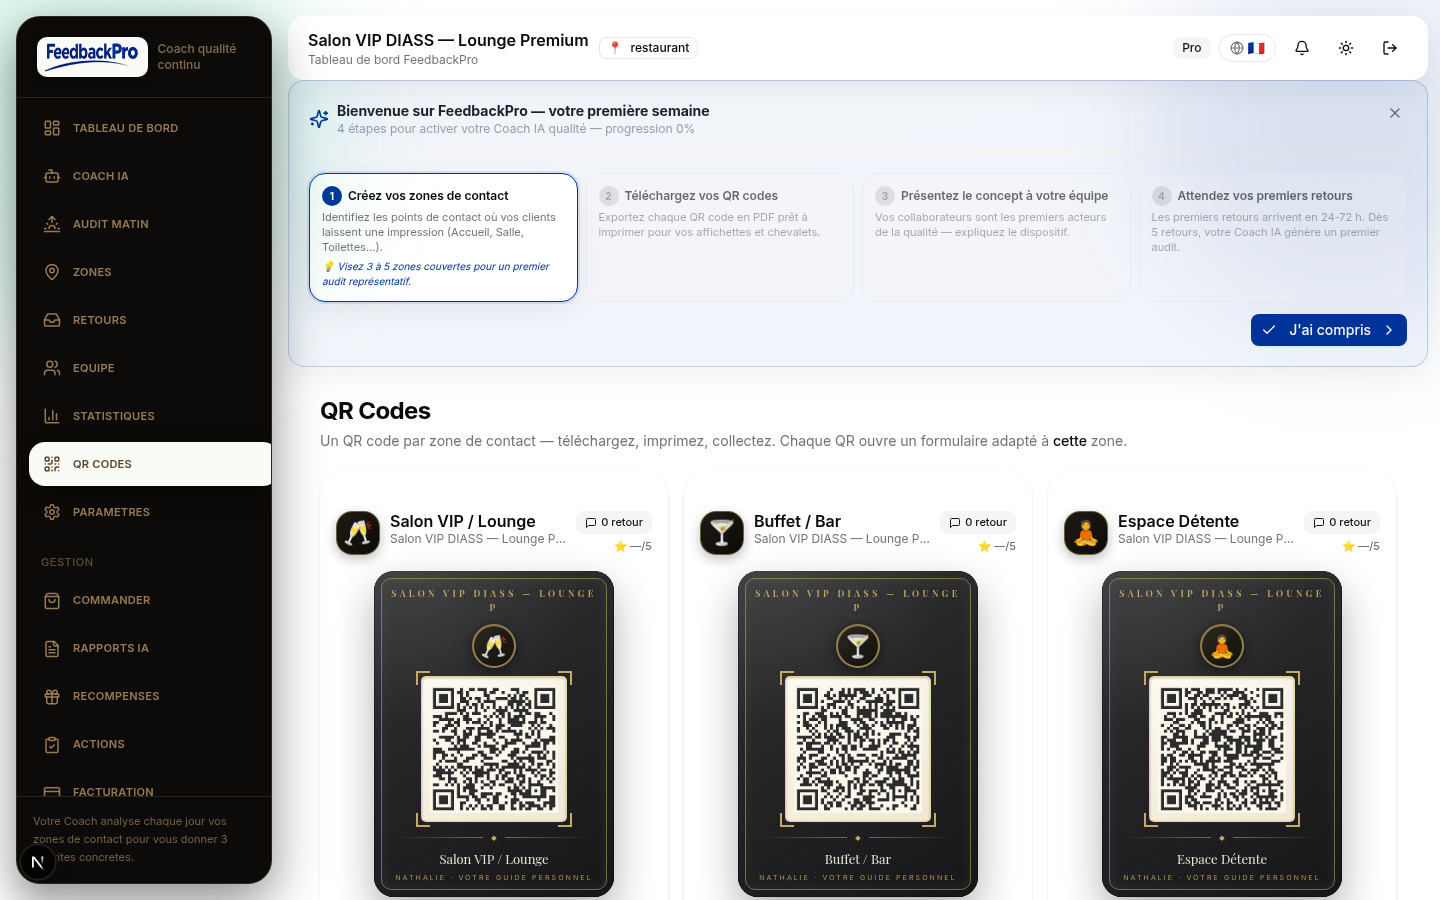 FeedbackPro
Coach qualité
continu
TABLEAU DE BORD
COACH IA
AUDIT MATIN
ZONES
RETOURS
EQUIPE
STATISTIQUES
QR CODES
PARAMETRES
GESTION
COMMANDER
RAPPORTS IA
RECOMPENSES
ACTIONS
FACTURATION
Votre Coach analyse chaque jour vos
zones de contact pour vous donner 3
concretes.
Salon VIP DIASS — Lounge Premium
restaurant
Tableau de bord FeedbackPro
Pro
Bienvenue sur FeedbackPro — votre première semaine
4 étapes pour activer votre Coach IA qualité — progression 0%
1 Créez vos zones de contact
Identifiez les points de contact où vos clients
laissent une impression (Accueil, Salle,
Toilettes...).
💡 Visez 3 à 5 zones couvertes pour un premier
audit représentatif.
2 Téléchargez vos QR codes
Exportez chaque QR code en PDF prêt à
imprimer pour vos affichettes et chevalets.
3 Présentez le concept à votre équipe
Vos collaborateurs sont les premiers acteurs
de la qualité — expliquez le dispositif.
4 Attendez vos premiers retours
Les premiers retours arrivent en 24-72 h. Dès
5 retours, votre Coach IA génère un premier
audit.
J'ai compris
QR Codes
Un QR code par zone de contact — téléchargez, imprimez, collectez. Chaque QR ouvre un formulaire adapté à cette zone.
Salon VIP / Lounge
0 retour
Salon VIP DIASS — Lounge P...
⭐ —/5
SALON VIP DIASS — LOUNGE
P
Salon VIP / Lounge
NATHALIE · VOTRE GUIDE PERSONNEL
Buffet / Bar
0 retour
Salon VIP DIASS — Lounge P...
⭐ —/5
SALON VIP DIASS — LOUNGE
P
Buffet / Bar
NATHALIE · VOTRE GUIDE PERSONNEL
Espace Détente
0 retour
Salon VIP DIASS — Lounge P...
⭐ —/5
SALON VIP DIASS — LOUNGE
P
Espace Détente
NATHALIE · VOTRE GUIDE PERSONNEL